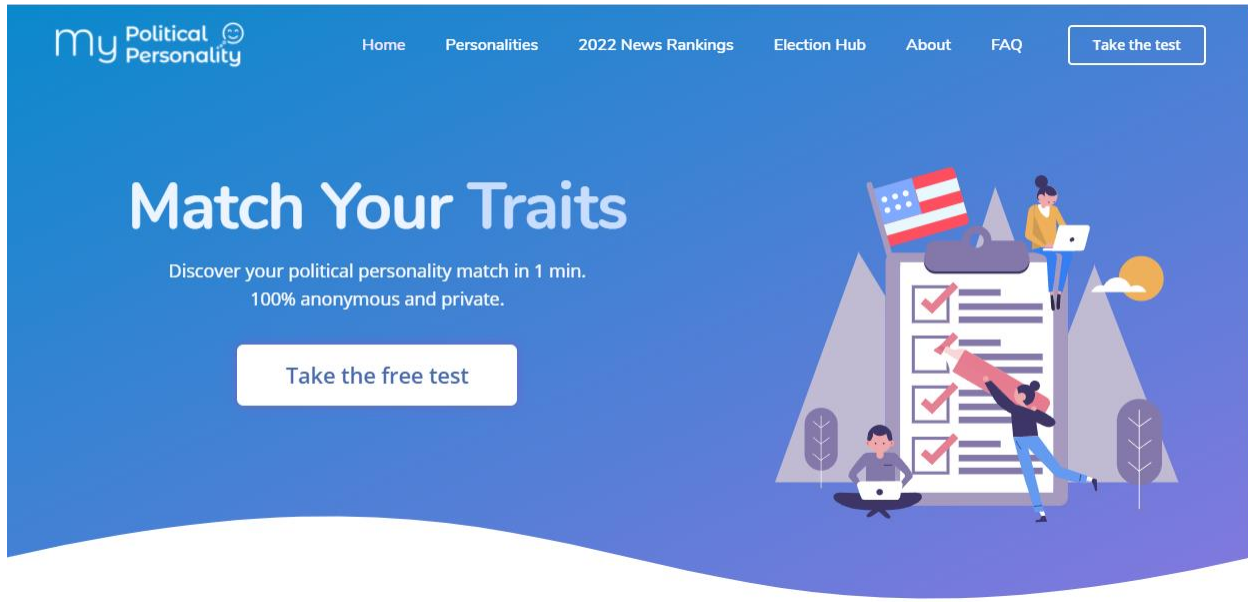 My Political Personality
Home Personalities 2022 News Rankings Election Hub About FAQ Take the test
Match Your Traits
Discover your political personality match in 1 min.
100% anonymous and private.
Take the free test